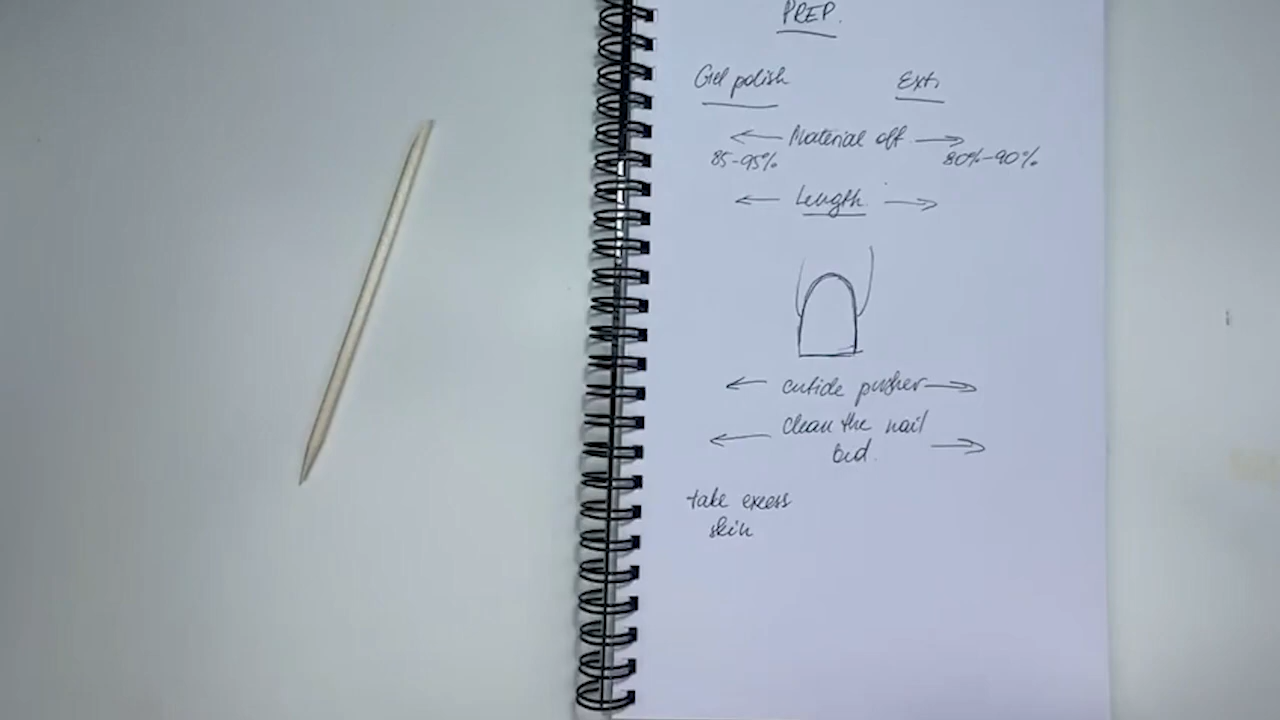 PREP.
Gel polish Ext.
← Material off →
85-95% 80%-90%
← Length →
← cuticle pusher →
← clean the nail →
bed.
take excess
skin